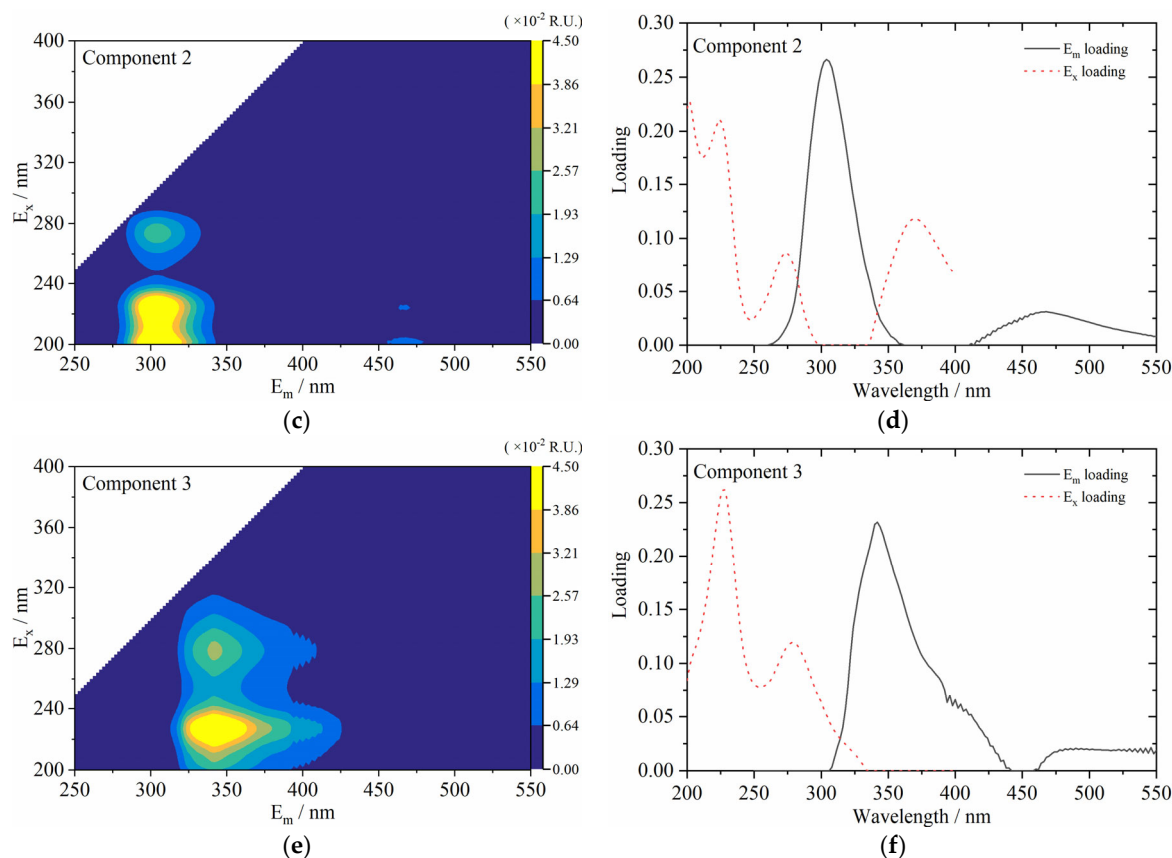 ( ×10⁻² R.U.)
Component 2
400
360
320
280
240
200
Eₓ / nm
250 300 350 400 450 500 550
Eₘ / nm
4.50
3.86
3.21
2.57
1.93
1.29
0.64
0.00
(c)
Component 2
Eₘ loading
Eₓ loading
0.30
0.25
0.20
0.15
0.10
0.05
0.00
Loading
200 250 300 350 400 450 500 550
Wavelength / nm
(d)
( ×10⁻² R.U.)
Component 3
400
360
320
280
240
200
Eₓ / nm
250 300 350 400 450 500 550
Eₘ / nm
4.50
3.86
3.21
2.57
1.93
1.29
0.64
0.00
(e)
Component 3
Eₘ loading
Eₓ loading
0.30
0.25
0.20
0.15
0.10
0.05
0.00
Loading
200 250 300 350 400 450 500 550
Wavelength / nm
(f)